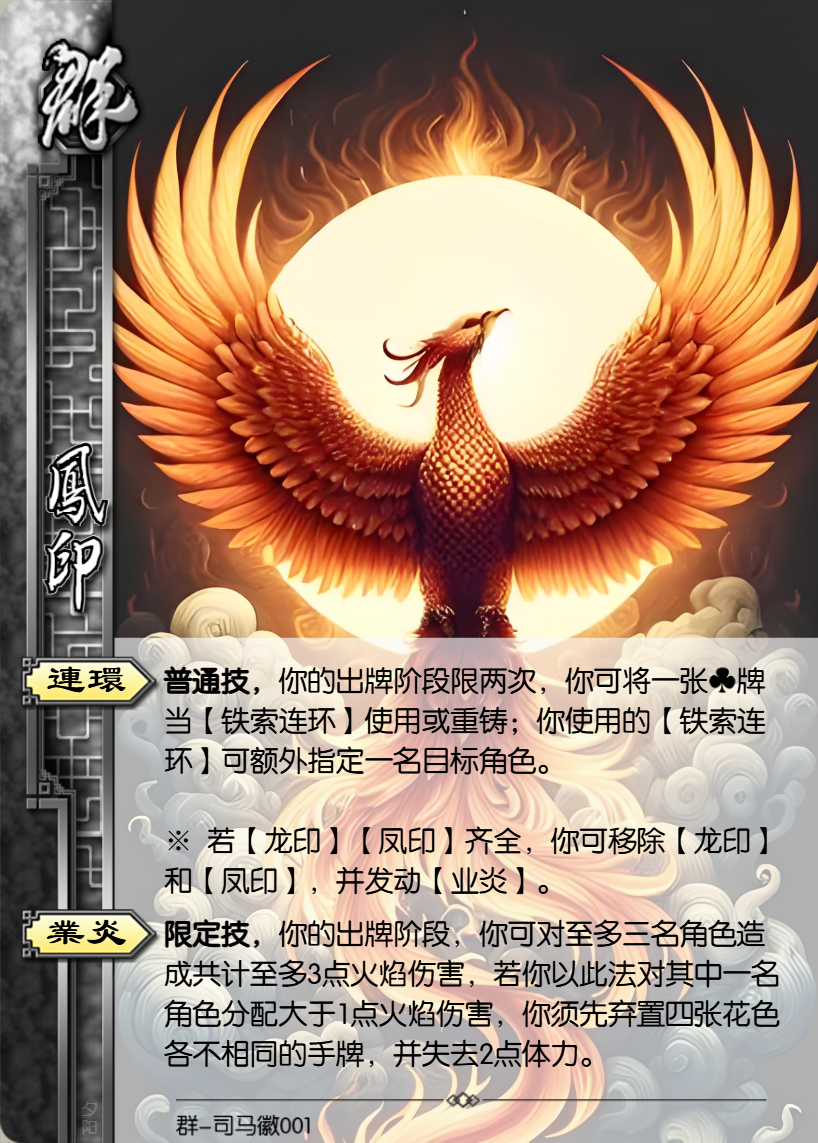 群
鳳印
連環
普通技，你的出牌阶段限两次，你可将一张♣牌
当【铁索连环】使用或重铸；你使用的【铁索连
环】可额外指定一名目标角色。
※ 若【龙印】【凤印】齐全，你可移除【龙印】
和【凤印】，并发动【业炎】。
業炎
限定技，你的出牌阶段，你可对至多三名角色造
成共计至多3点火焰伤害，若你以此法对其中一名
角色分配大于1点火焰伤害，你须先弃置四张花色
各不相同的手牌，并失去2点体力。
夕阳
群-司马徽001